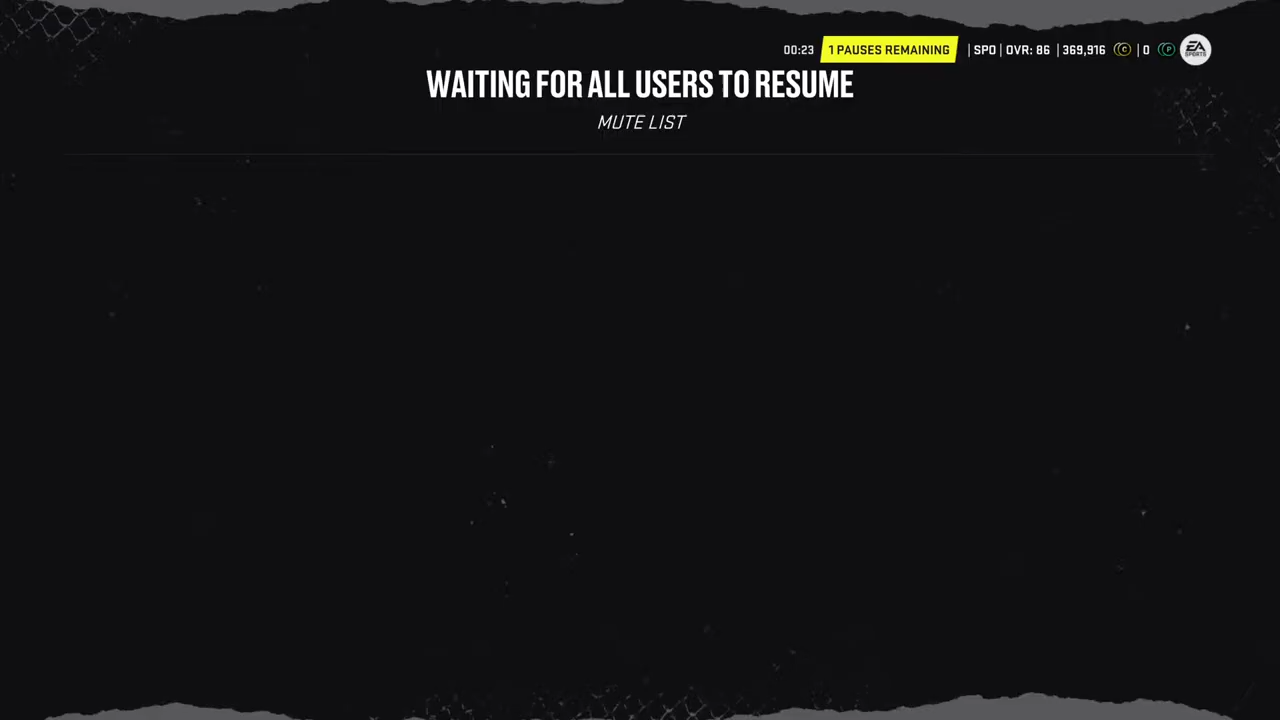 00:23 1 PAUSES REMAINING | SPO | OVR: 86 | 369,916 C | 0 P EA SPORTS
WAITING FOR ALL USERS TO RESUME
MUTE LIST